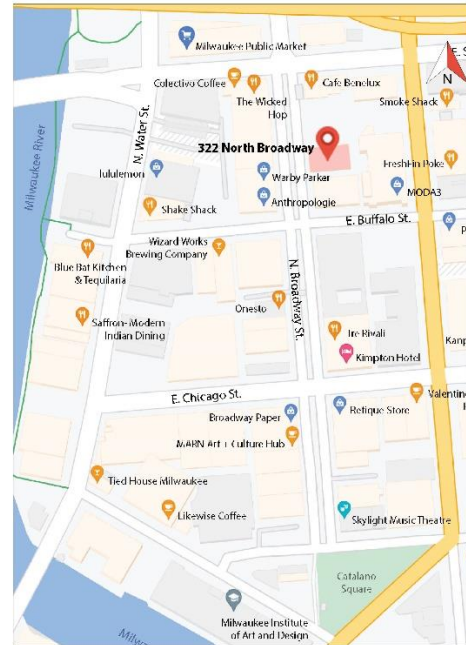 Milwaukee Public Market
E. S
Colectivo Coffee
Cafe Benelux
N
The Wicked
Hop
Smoke Shack
N. Water St.
322 North Broadway
FreshFin Poke
lululemon
Warby Parker
MODA3
Milwaukee River
Anthropologie
Shake Shack
E. Buffalo St.
P
Wizard Works
Brewing Company
Blue Bat Kitchen
& Tequilaria
N. Broadway St.
Onesto
Saffron- Modern
Indian Dining
Tre Rivali
Kanp
Kimpton Hotel
E. Chicago St.
Valentine
Broadway Paper
Retique Store
MARN Art + Culture Hub
Tied House Milwaukee
Likewise Coffee
Skylight Music Theatre
Catalano
Square
Milwaukee Institute
of Art and Design
Milw